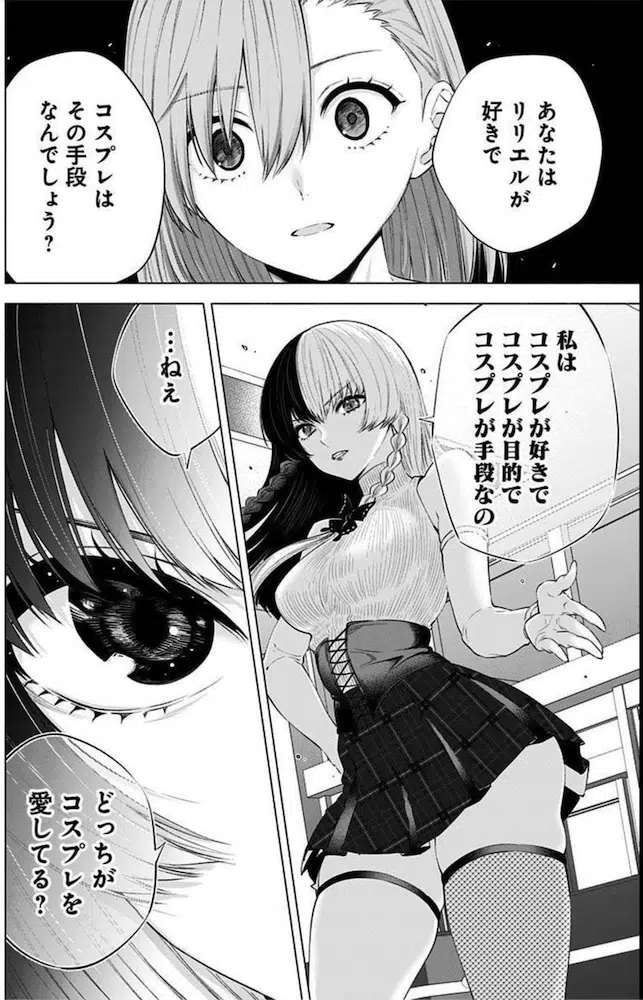 あなたは
リリエルが
好きで
コスプレは
その手段
なんでしょう？
私は
コスプレが好きで
コスプレが目的で
コスプレが手段なの
…ねえ
どっちが
コスプレを
愛してる？